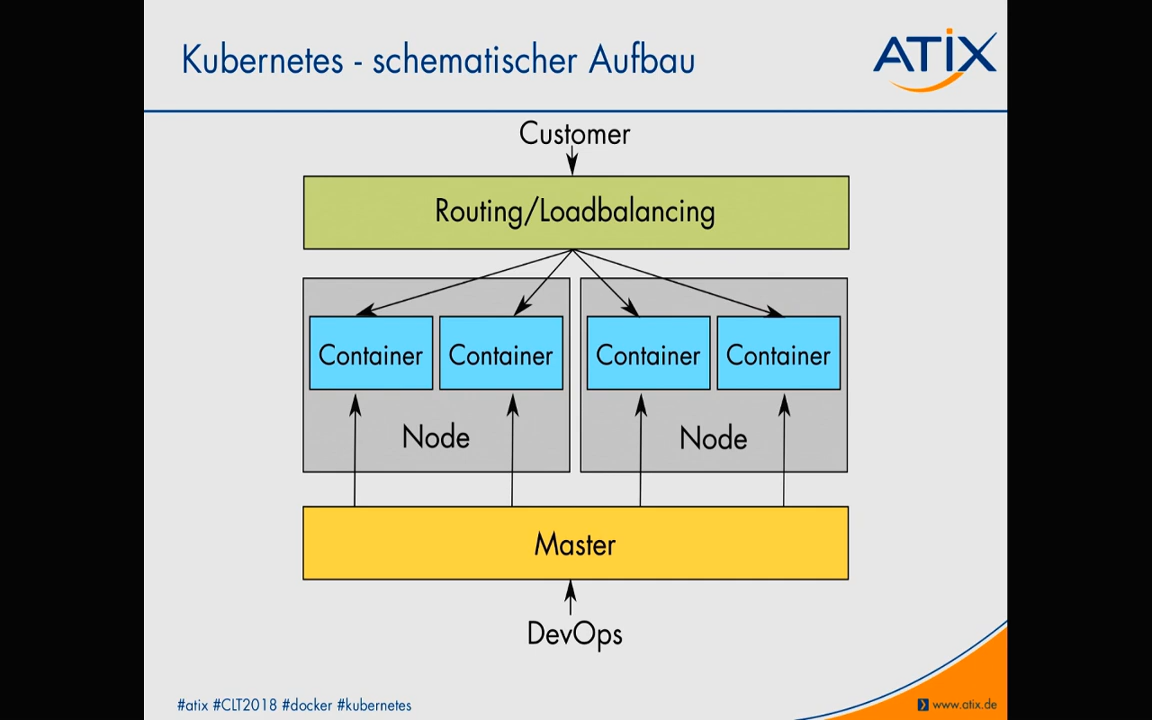 Kubernetes - schematischer Aufbau
ATiX
Customer
Routing/Loadbalancing
Container Container Container Container
Node Node
Master
DevOps
#atix #CLT2018 #docker #kubernetes
www.atix.de